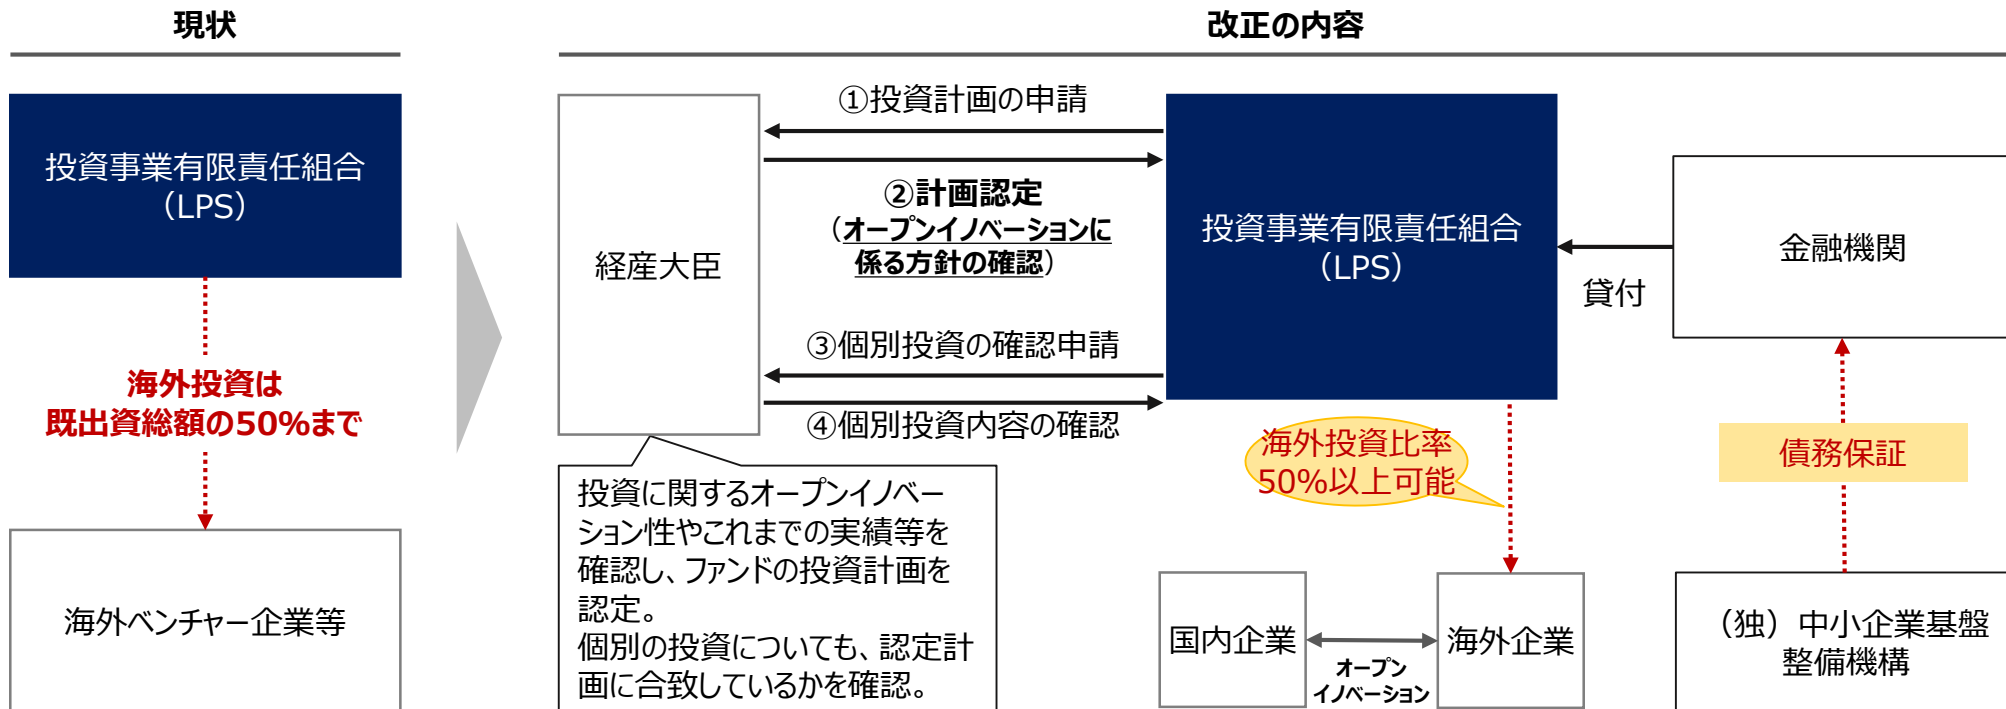 現状
投資事業有限責任組合
（LPS）
海外投資は
既出資総額の50%まで
海外ベンチャー企業等
改正の内容
経産大臣
①投資計画の申請
②計画認定
（オープンイノベーションに
係る方針の確認）
③個別投資の確認申請
④個別投資内容の確認
投資に関するオープンイノベー
ション性やこれまでの実績等を
確認し、ファンドの投資計画を
認定。
個別の投資についても、認定計
画に合致しているかを確認。
投資事業有限責任組合
（LPS）
海外投資比率
50%以上可能
国内企業
オープン
イノベーション
海外企業
貸付
金融機関
債務保証
（独）中小企業基盤
整備機構